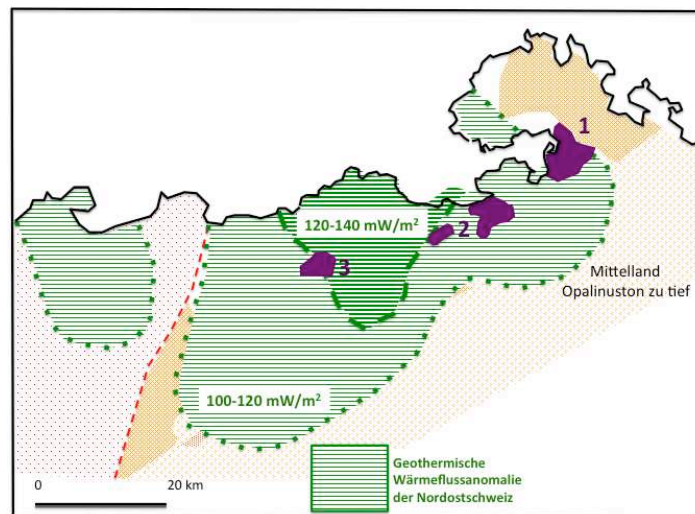 1
120-140 mW/m²
2
3
Mittelland
Opalinuston zu tief
100-120 mW/m²
Geothermische
Wärmeflussanomalie
der Nordostschweiz
0
20 km